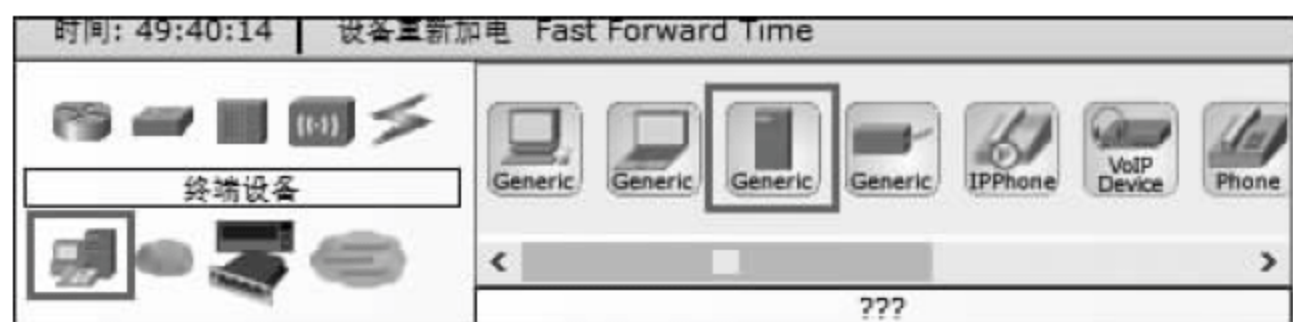 时间: 49:40:14 设备重新加电 Fast Forward Time
终端设备
Generic Generic Generic Generic IPPhone VoIP Device Phone
???